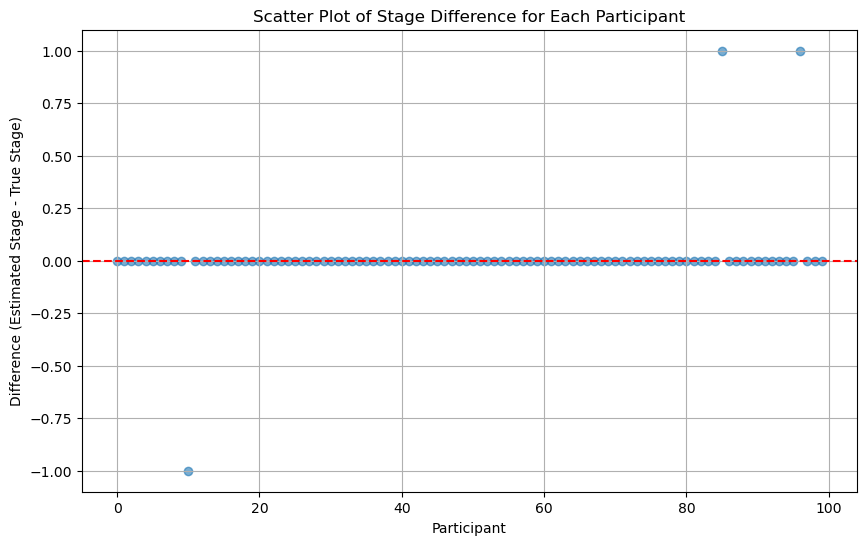 Scatter Plot of Stage Difference for Each Participant
Difference (Estimated Stage - True Stage)
1.00
0.75
0.50
0.25
0.00
−0.25
−0.50
−0.75
−1.00
0 20 40 60 80 100
Participant